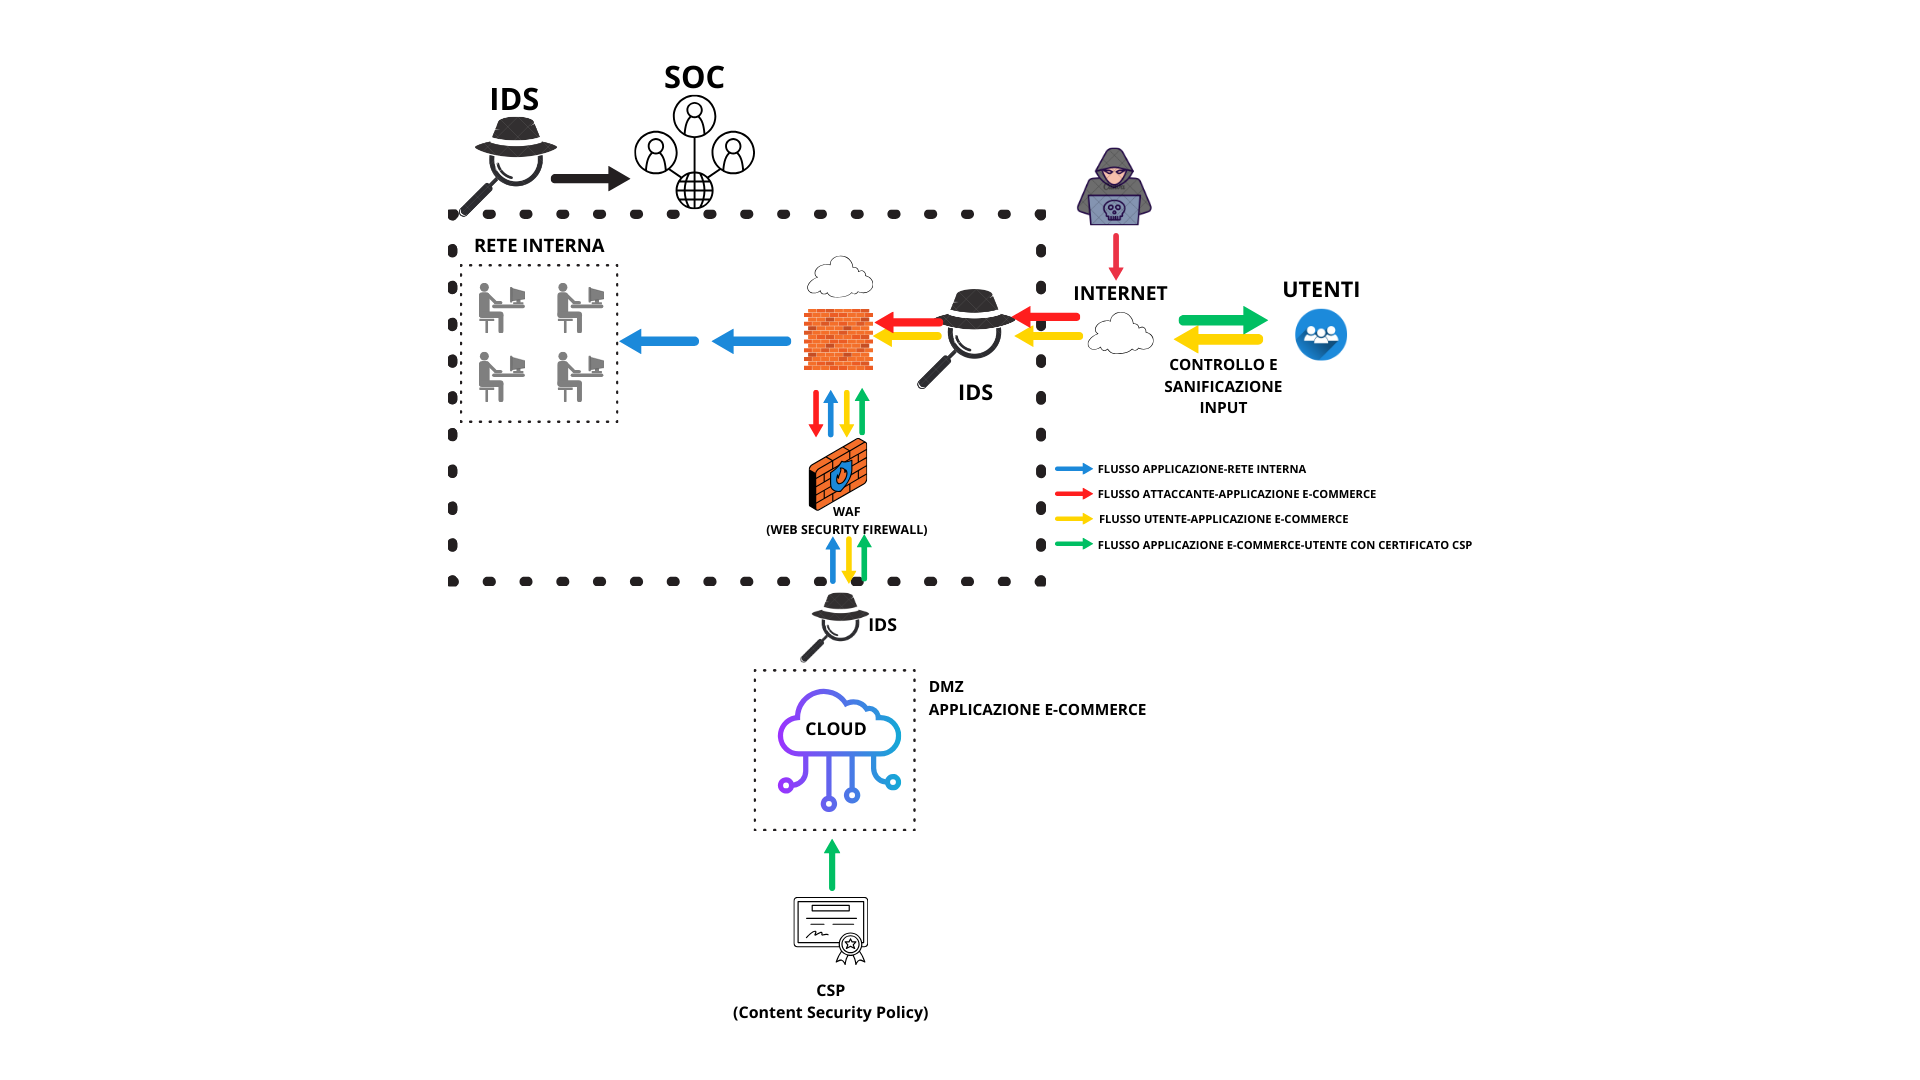 SOC
IDS
RETE INTERNA
INTERNET
UTENTI
CONTROLLO E
SANIFICAZIONE
INPUT
IDS
FLUSSO APPLICAZIONE-RETE INTERNA
FLUSSO ATTACCANTE-APPLICAZIONE E-COMMERCE
FLUSSO UTENTE-APPLICAZIONE E-COMMERCE
FLUSSO APPLICAZIONE E-COMMERCE-UTENTE CON CERTIFICATO CSP
WAF
(WEB SECURITY FIREWALL)
IDS
DMZ
APPLICAZIONE E-COMMERCE
CLOUD
CSP
(Content Security Policy)